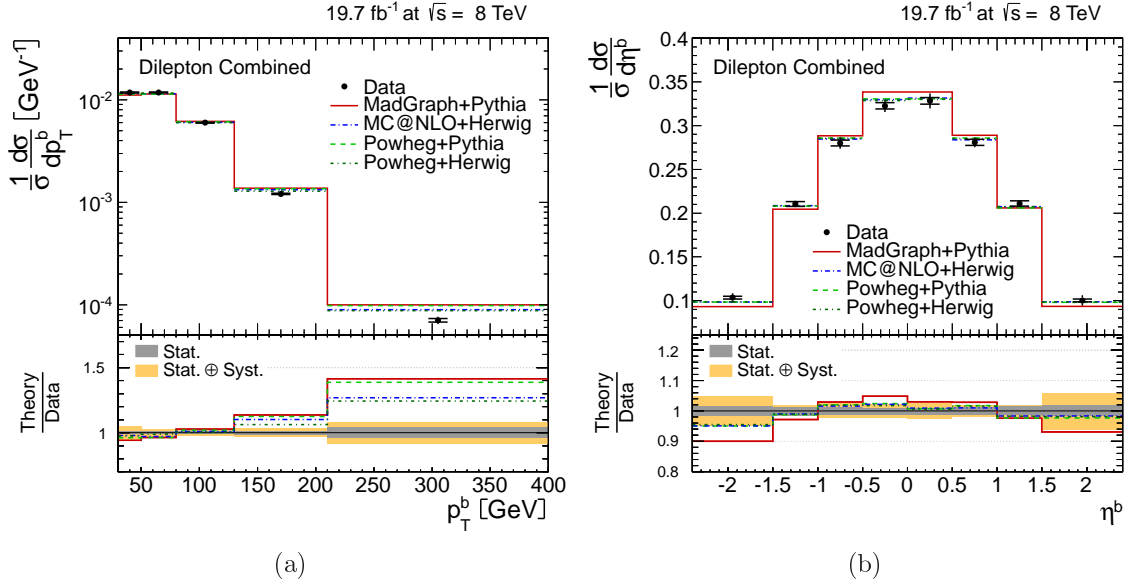 19.7 fb⁻¹ at √s = 8 TeV
Dilepton Combined
1/σ dσ/dp_T^b [GeV⁻¹]
Data
MadGraph+Pythia
MC@NLO+Herwig
Powheg+Pythia
Powheg+Herwig
10⁻²
10⁻³
10⁻⁴
Stat.
Stat. ⊕ Syst.
Theory/Data
1.5
1
50 100 150 200 250 300 350 400
p_T^b [GeV]
(a)
19.7 fb⁻¹ at √s = 8 TeV
Dilepton Combined
1/σ dσ/dη^b
0.4
0.35
0.3
0.25
0.2
0.15
0.1
Data
MadGraph+Pythia
MC@NLO+Herwig
Powheg+Pythia
Powheg+Herwig
Stat.
Stat. ⊕ Syst.
Theory/Data
1.2
1.1
1
0.9
0.8
-2 -1.5 -1 -0.5 0 0.5 1 1.5 2
η^b
(b)